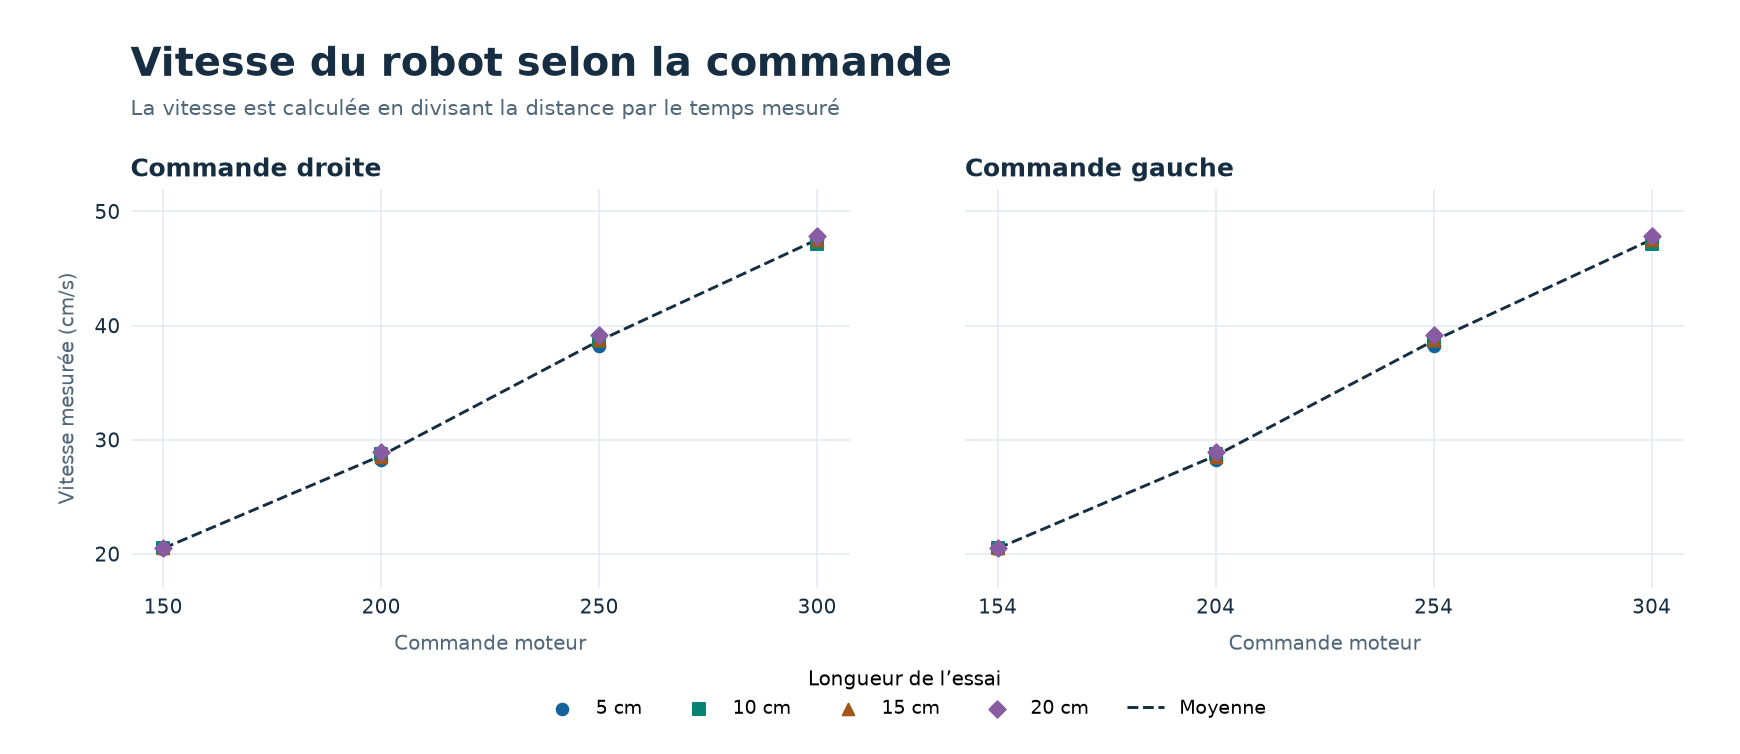 Vitesse du robot selon la commande
La vitesse est calculée en divisant la distance par le temps mesuré
Commande droite
Commande gauche
Vitesse mesurée (cm/s)
50
40
30
20
150 200 250 300
154 204 254 304
Commande moteur
Commande moteur
Longueur de l’essai
5 cm 10 cm 15 cm 20 cm Moyenne